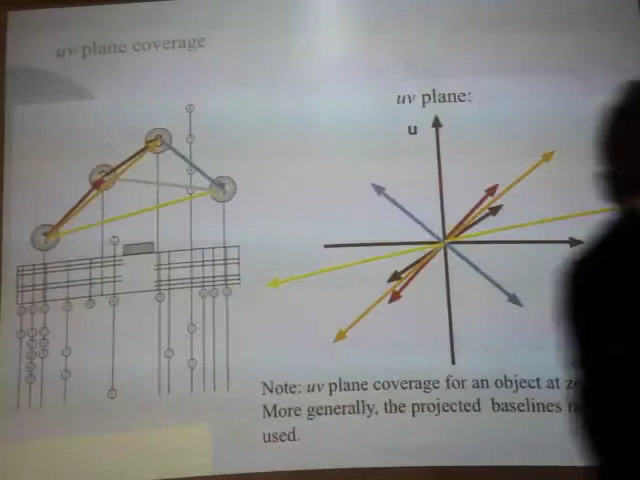 uv plane coverage
uv plane:
u
Note: uv plane coverage for an object at
More generally, the projected baselines
used.